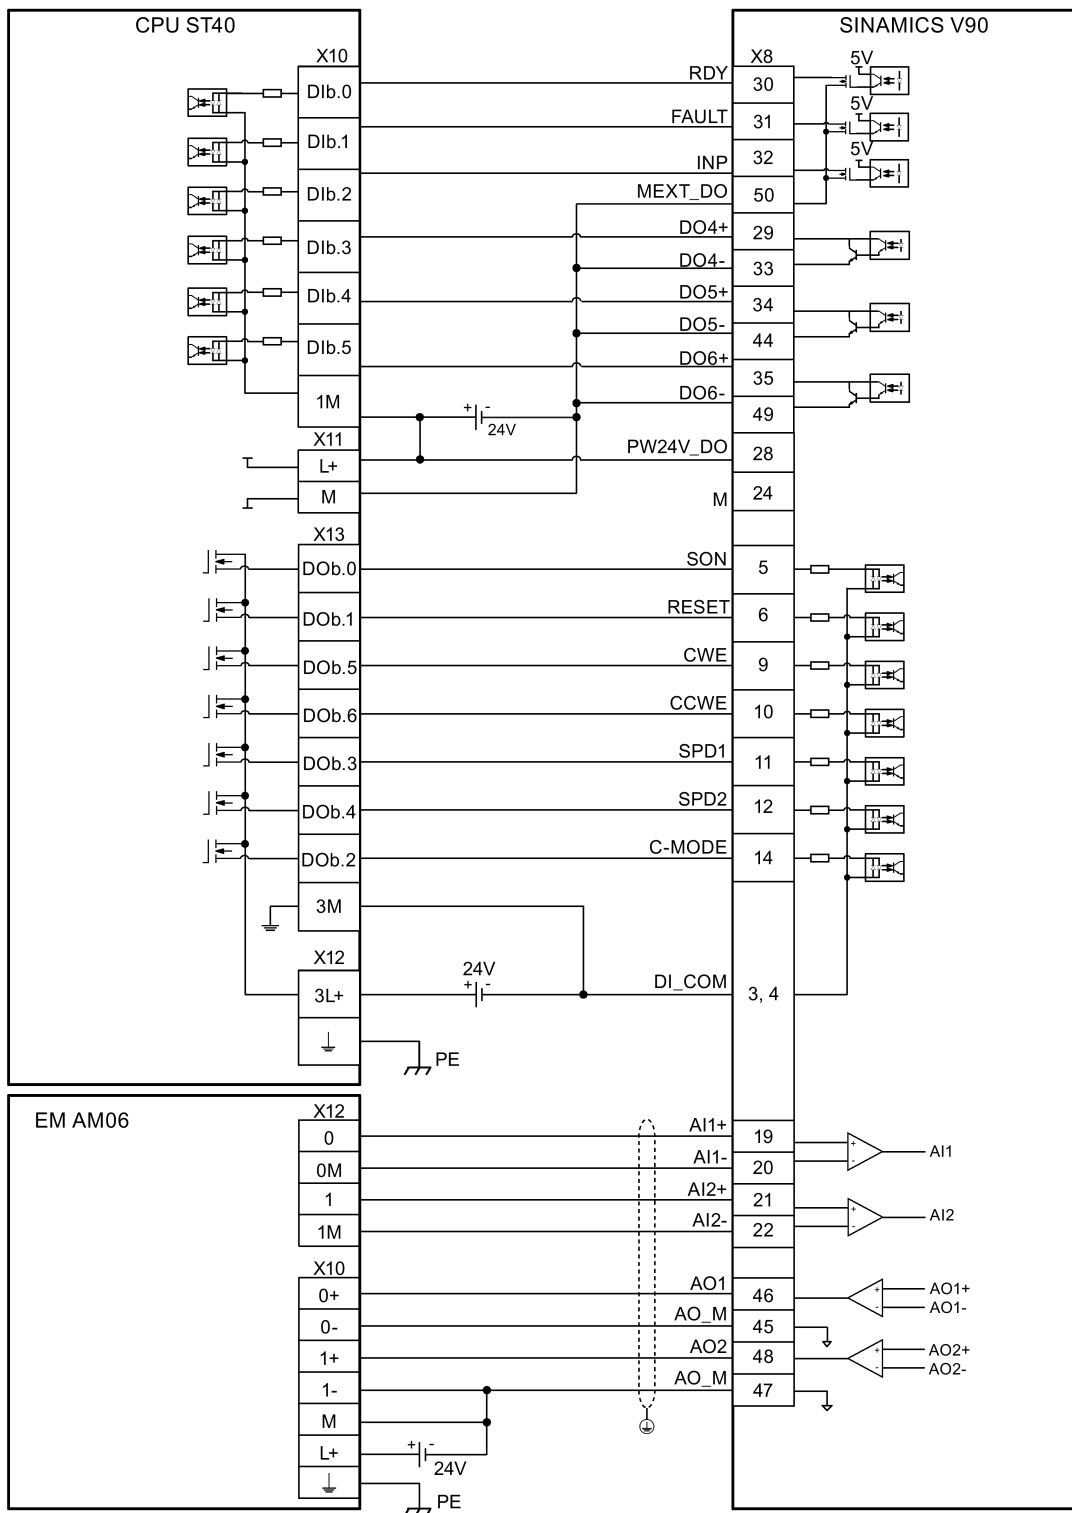 CPU ST40
SINAMICS V90
X10
X8
DIb.0
RDY
30
5V
DIb.1
FAULT
31
5V
DIb.2
INP
32
5V
MEXT_DO
50
DIb.3
DO4+
29
DO4-
33
DIb.4
DO5+
34
DO5-
44
DIb.5
DO6+
35
1M
DO6-
49
+ -
24V
X11
L+
PW24V_DO
28
M
M
24
X13
DOb.0
SON
5
DOb.1
RESET
6
DOb.5
CWE
9
DOb.6
CCWE
10
DOb.3
SPD1
11
DOb.4
SPD2
12
DOb.2
C-MODE
14
3M
X12
24V
+ -
3L+
DI_COM
3, 4
PE
EM AM06
X12
0
AI1+
19
+
-
AI1
0M
AI1-
20
1
AI2+
21
+
-
AI2
1M
AI2-
22
X10
0+
AO1
46
+
-
AO1+
AO1-
0-
AO_M
45
1+
AO2
48
+
-
AO2+
AO2-
1-
AO_M
47
M
L+
+ -
24V
PE